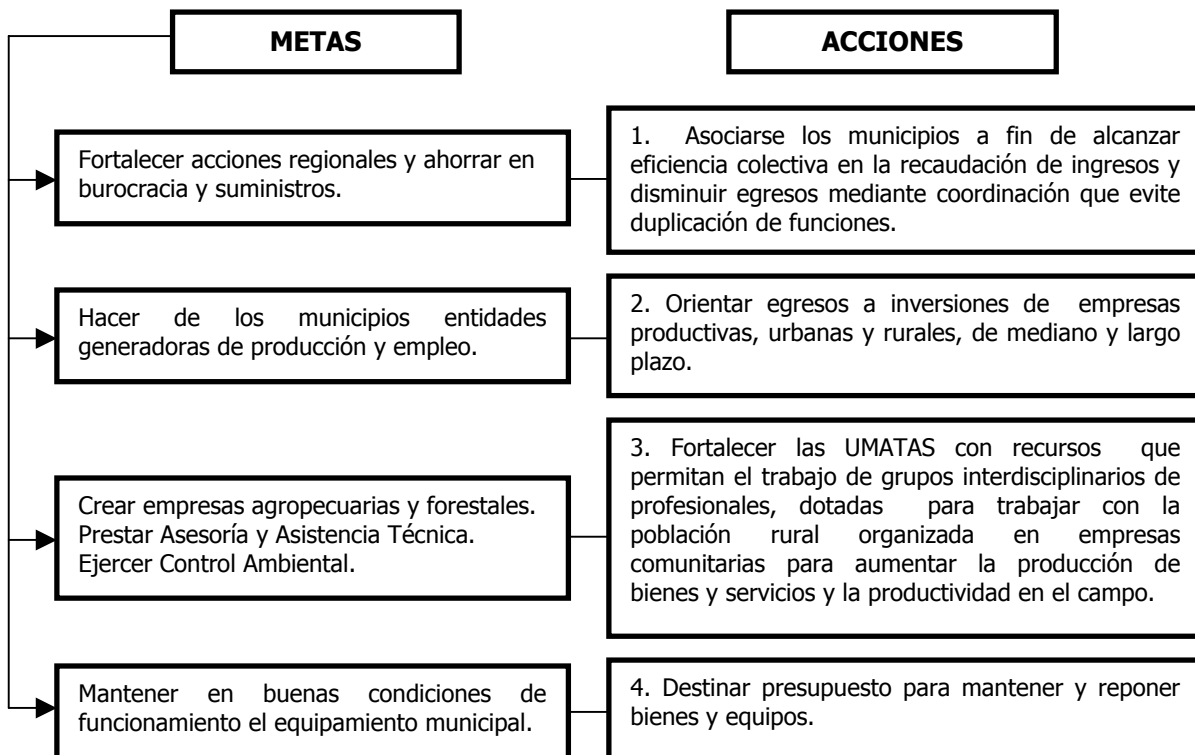 METAS
ACCIONES
Fortalecer acciones regionales y ahorrar en
burocracia y suministros.
1. Asociarse los municipios a fin de alcanzar
eficiencia colectiva en la recaudación de ingresos y
disminuir egresos mediante coordinación que evite
duplicación de funciones.
Hacer de los municipios entidades
generadoras de producción y empleo.
2. Orientar egresos a inversiones de empresas
productivas, urbanas y rurales, de mediano y largo
plazo.
Crear empresas agropecuarias y forestales.
Prestar Asesoría y Asistencia Técnica.
Ejercer Control Ambiental.
3. Fortalecer las UMATAS con recursos que
permitan el trabajo de grupos interdisciplinarios de
profesionales, dotadas para trabajar con la
población rural organizada en empresas
comunitarias para aumentar la producción de
bienes y servicios y la productividad en el campo.
Mantener en buenas condiciones de
funcionamiento el equipamiento municipal.
4. Destinar presupuesto para mantener y reponer
bienes y equipos.